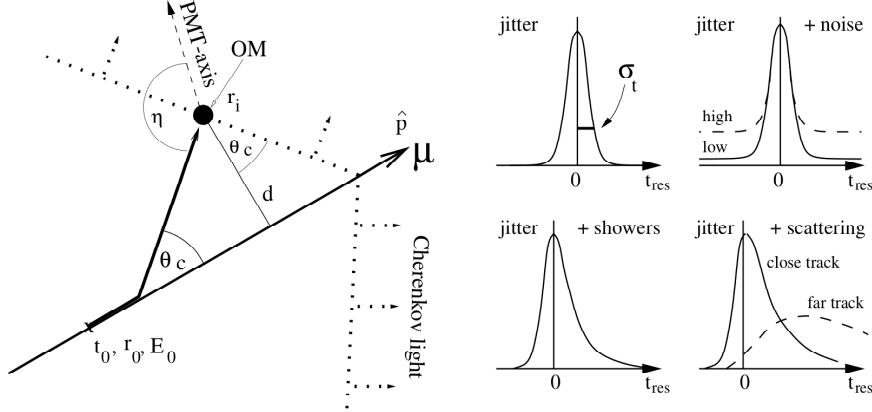 PMT-axis
OM
r_i
η
θ_c
d
p̂
μ
θ_c
t_0, r_0, E_0
Cherenkov light
jitter
σ_t
0
t_res
jitter + noise
high
low
0
t_res
jitter + showers
0
t_res
jitter + scattering
close track
far track
0
t_res